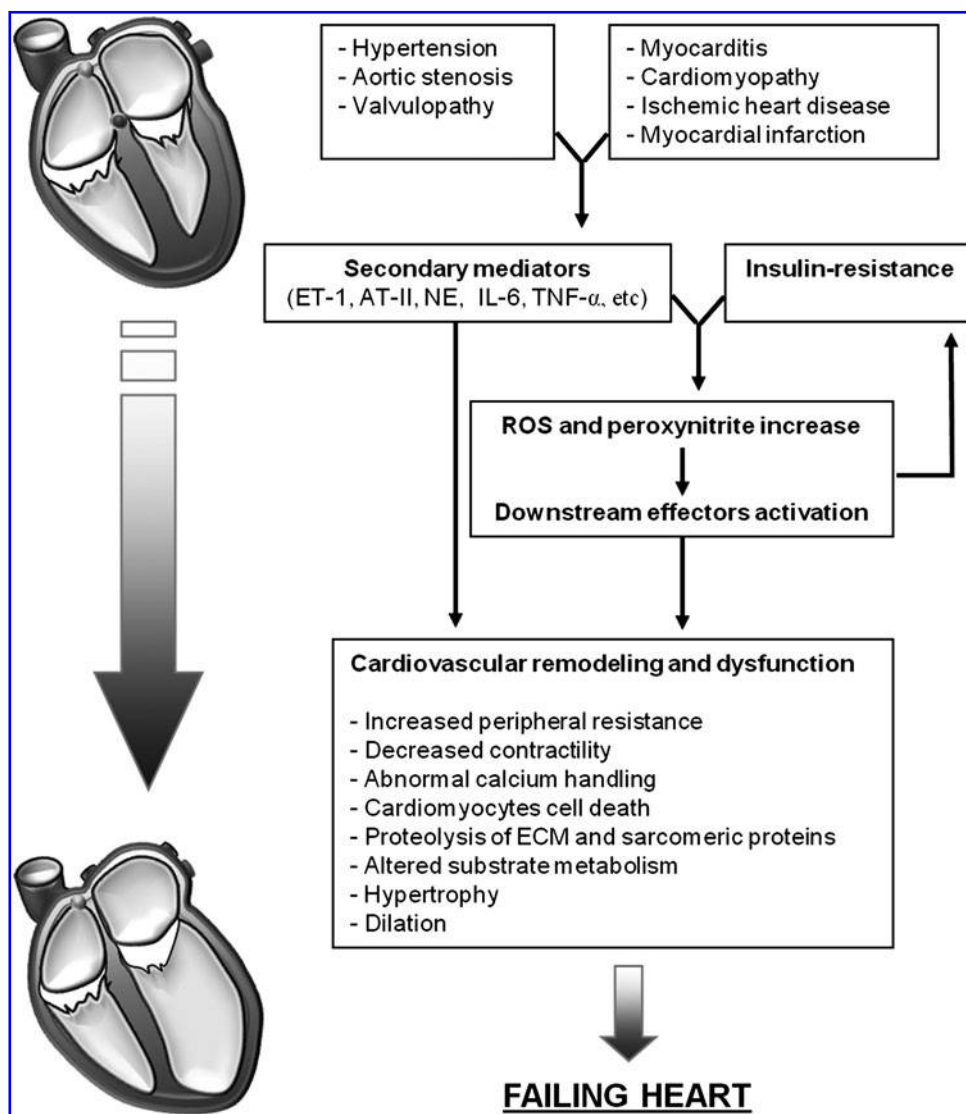 - Hypertension
- Aortic stenosis
- Valvulopathy
- Myocarditis
- Cardiomyopathy
- Ischemic heart disease
- Myocardial infarction
Secondary mediators
(ET-1, AT-II, NE, IL-6, TNF-α, etc)
Insulin-resistance
ROS and peroxynitrite increase
Downstream effectors activation
Cardiovascular remodeling and dysfunction
- Increased peripheral resistance
- Decreased contractility
- Abnormal calcium handling
- Cardiomyocytes cell death
- Proteolysis of ECM and sarcomeric proteins
- Altered substrate metabolism
- Hypertrophy
- Dilation
FAILING HEART